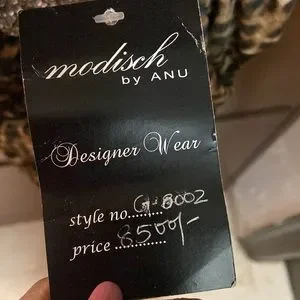 modisch
by ANU
Designer Wear
style no.........G-8002
price .............8500/-